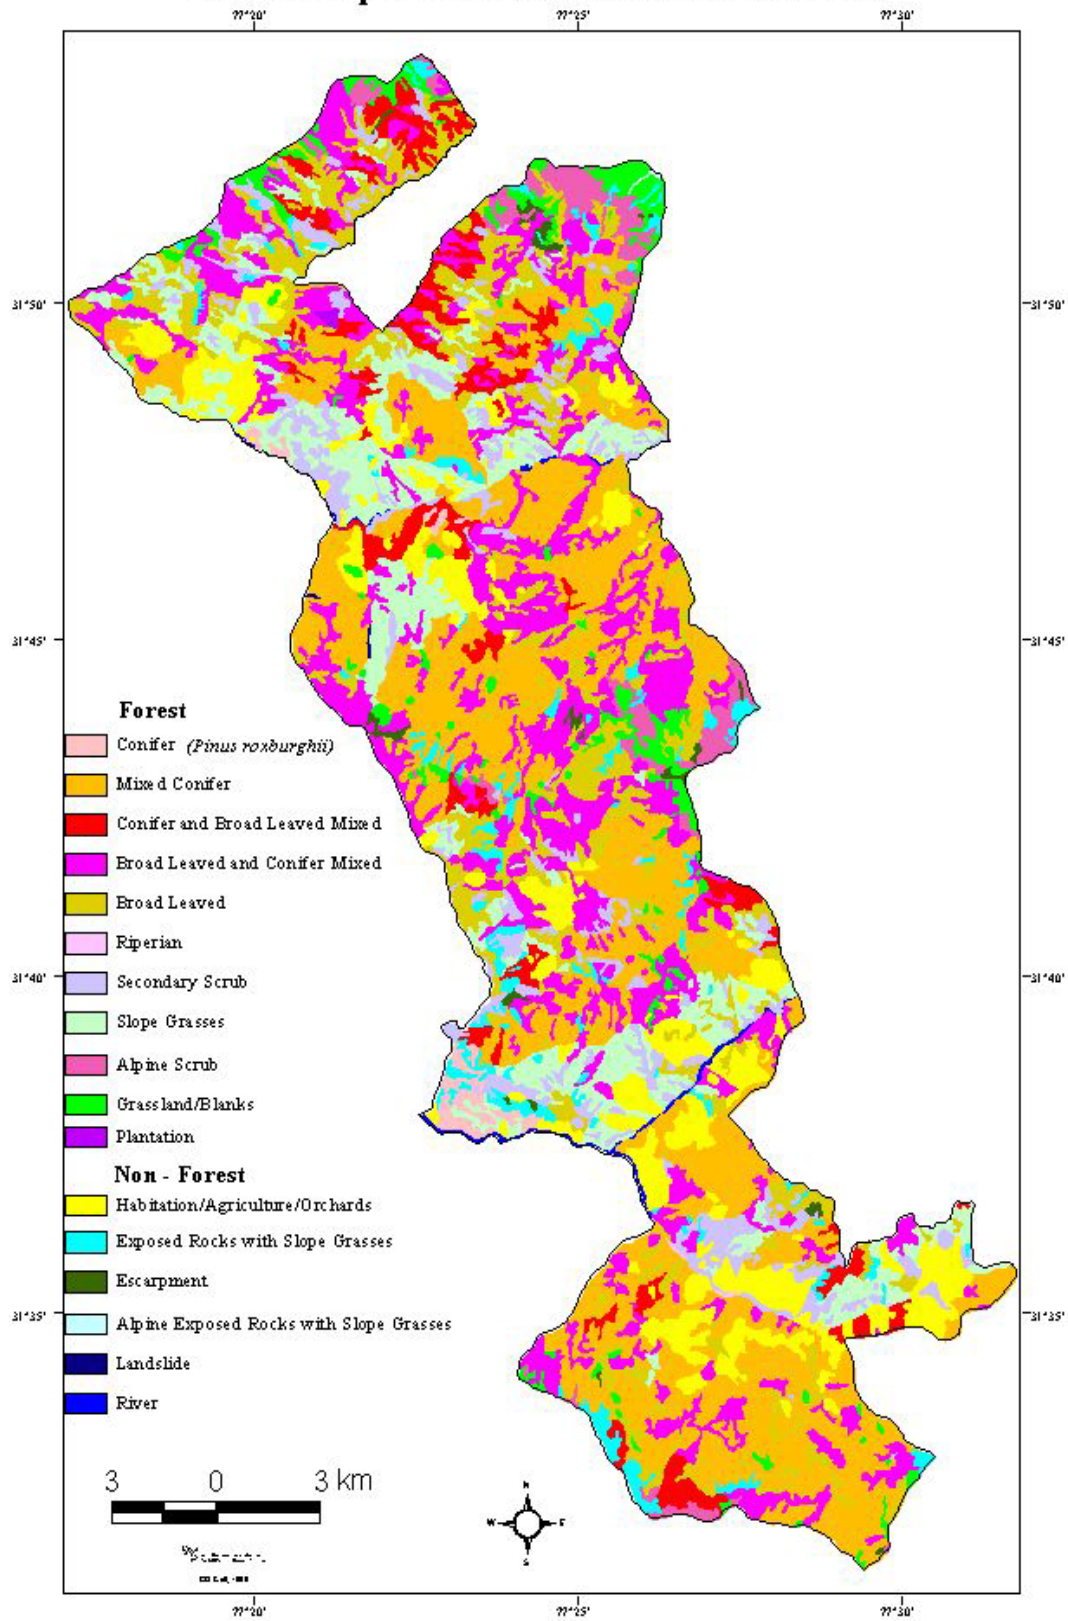 77°20' 77°25' 77°30'
31°50' 31°50'
31°45' 31°45'
Forest
Conifer (Pinus roxburghii)
Mixed Conifer
Conifer and Broad Leaved Mixed
Broad Leaved and Conifer Mixed
Broad Leaved
Riperian
31°40' 31°40'
Secondary Scrub
Slope Grasses
Alpine Scrub
Grassland/Blanks
Plantation
Non - Forest
Habitation/Agriculture/Orchards
Exposed Rocks with Slope Grasses
Escarpment
31°35' 31°35'
Alpine Exposed Rocks with Slope Grasses
Landslide
River
3 0 3 km
N
W E
S
77°20' 77°25' 77°30'